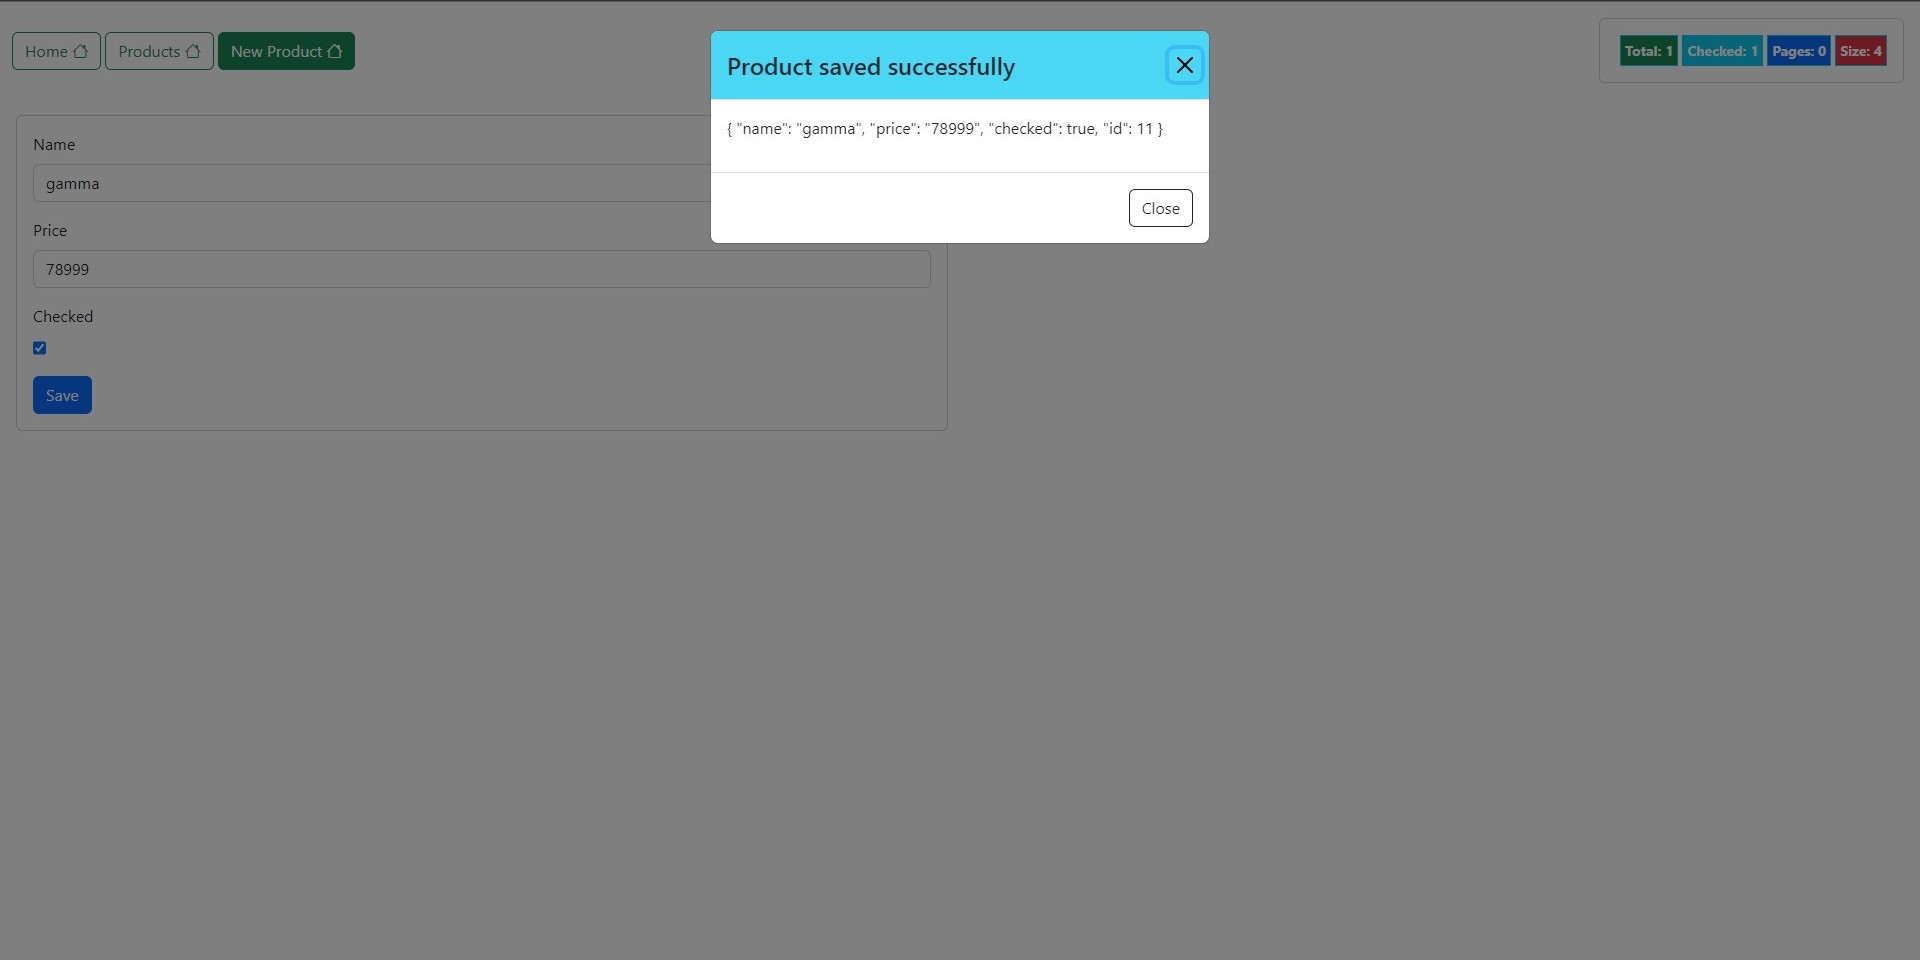 Home Products New Product
Total: 1 Checked: 1 Pages: 0 Size: 4
Product saved successfully
{ "name": "gamma", "price": "78999", "checked": true, "id": 11 }
Close
Name
gamma
Price
78999
Checked
Save